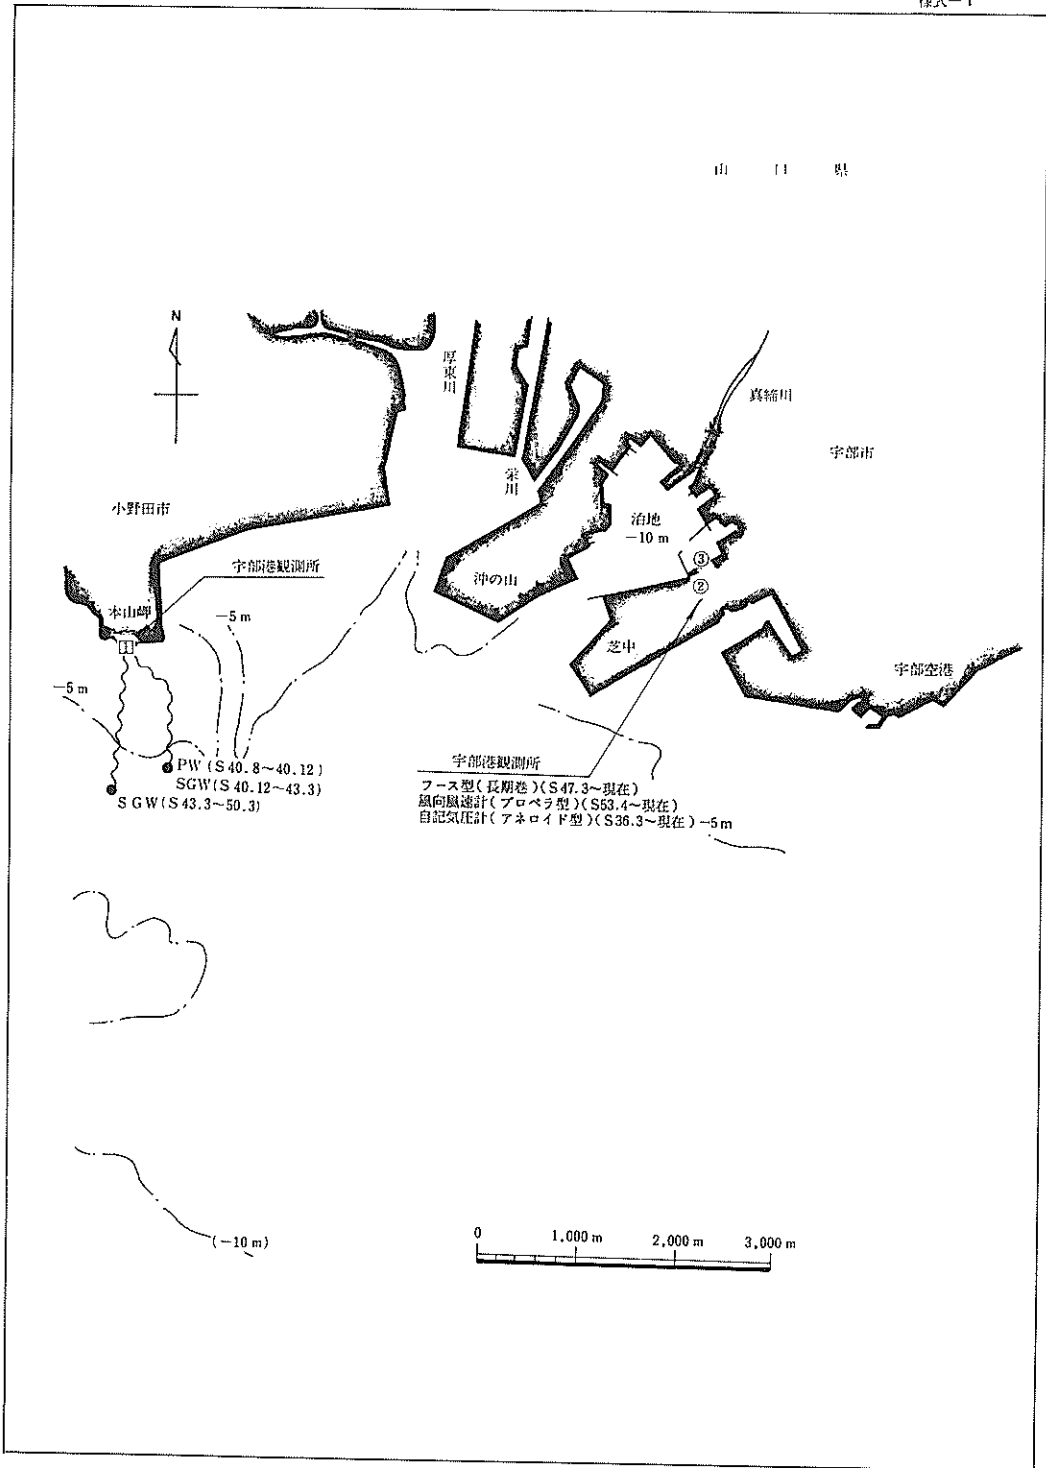 様式－1
山口県
N
厚東川
真締川
宇部市
栄川
小野田市
泊地
－10 m
宇部港観測所
沖の山
③
②
本山岬
－5 m
芝中
宇部空港
－5 m
宇部港観測所
PW (S 40.8～40.12)
SGW (S 40.12～43.3)
SGW (S 43.3～50.3)
フース型(長期巻)(S47.3～現在)
風向風速計(プロペラ型)(S53.4～現在)
自記気圧計(アネロイド型)(S36.3～現在)
－5 m
(－10 m)
0 1,000 m 2,000 m 3,000 m